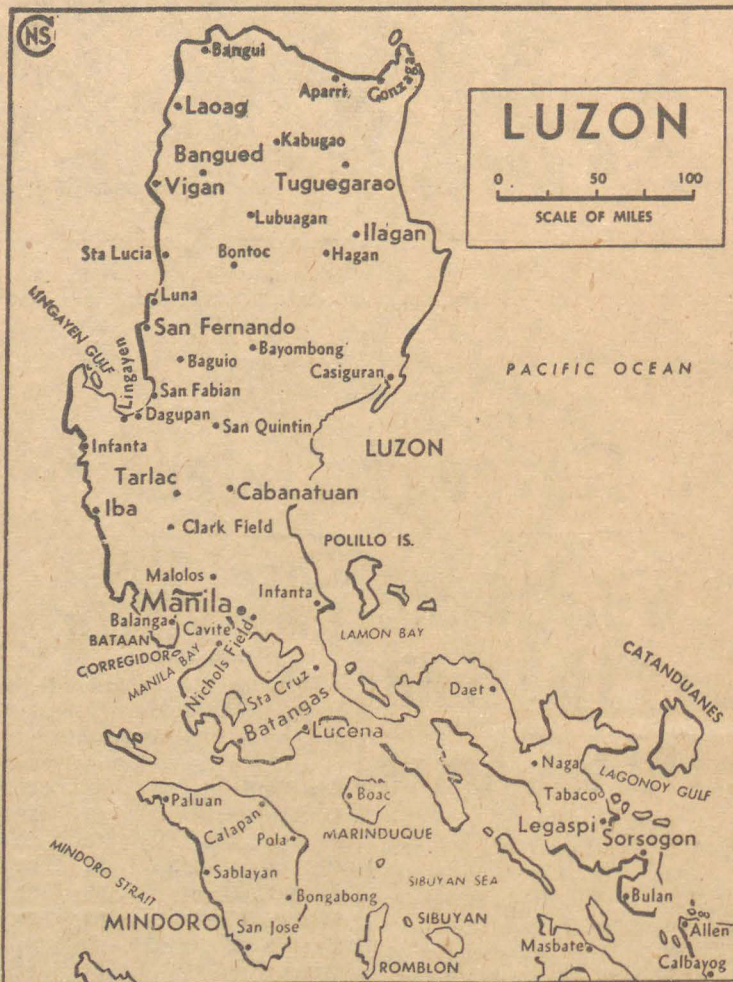 CNS
Bangui
Aparri
Gonzaga
Laoag
LUZON
0 50 100
SCALE OF MILES
Kabugao
Bangued
Tuguegarao
Vigan
Lubuagan
Ilagan
Sta Lucia
Bontoc
Hagan
Luna
LINGAYEN GULF
San Fernando
Bayombong
Baguio
Casiguran
PACIFIC OCEAN
Lingayen
San Fabian
Dagupan
San Quintin
Infanta
LUZON
Tarlac
Cabanatuan
Iba
Clark Field
POLILLO IS.
Malolos
Manila
Infanta
Balanga
Cavite
BATAAN
LAMON BAY
CORREGIDOR
MANILA BAY
Nichols Field
Sta Cruz
CATANDUANES
Daet
Batangas
Lucena
Naga
LAGONOY GULF
Paluan
Boac
Tabaco
Calapan
MARINDUQUE
Legaspi
Pola
Sorsogon
MINDORO STRAIT
Sablayan
SIBUYAN SEA
Bongabong
Bulan
MINDORO
San Jose
SIBUYAN
Allen
Masbate
ROMBLON
Calbayog